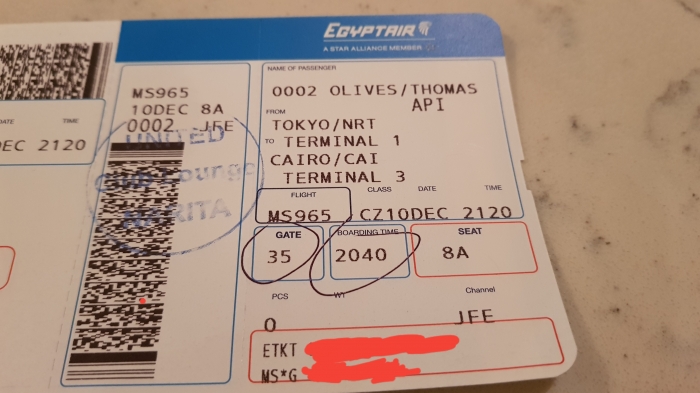 EGYPTAIR
A STAR ALLIANCE MEMBER
NAME OF PASSENGER
0002 OLIVES/THOMAS
API
FROM
TOKYO/NRT
TO TERMINAL 1
CAIRO/CAI
TERMINAL 3
FLIGHT CLASS DATE TIME
MS965 CZ10DEC 2120
GATE BOARDING TIME SEAT
35 2040 8A
PCS WT Channel
0 JFE
ETKT
MS*G
MS965
10DEC 8A
0002 JFE
UNITED
Club Lounge
NARITA
DATE TIME
DEC 2120